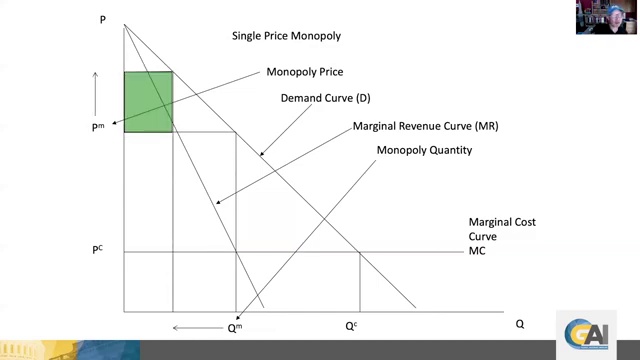 P
Single Price Monopoly
Monopoly Price
Demand Curve (D)
Pᵐ
Marginal Revenue Curve (MR)
Monopoly Quantity
Marginal Cost
Curve
MC
Pᶜ
Qᵐ
Qᶜ
Q
GAI